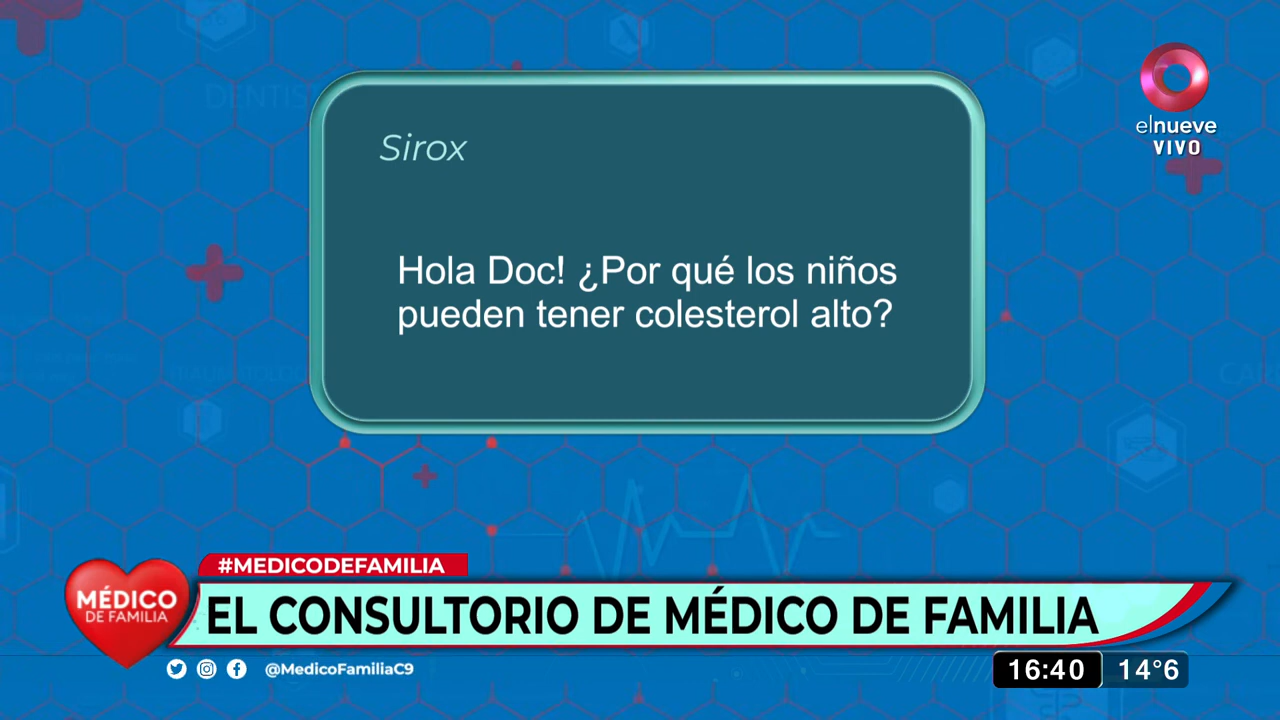 DENTIS
elnueve
VIVO
Sirox
Hola Doc! ¿Por qué los niños
pueden tener colesterol alto?
#MEDICODEFAMILIA
MÉDICO
DE FAMILIA
EL CONSULTORIO DE MÉDICO DE FAMILIA
@MedicoFamiliaC9
16:40
14°6